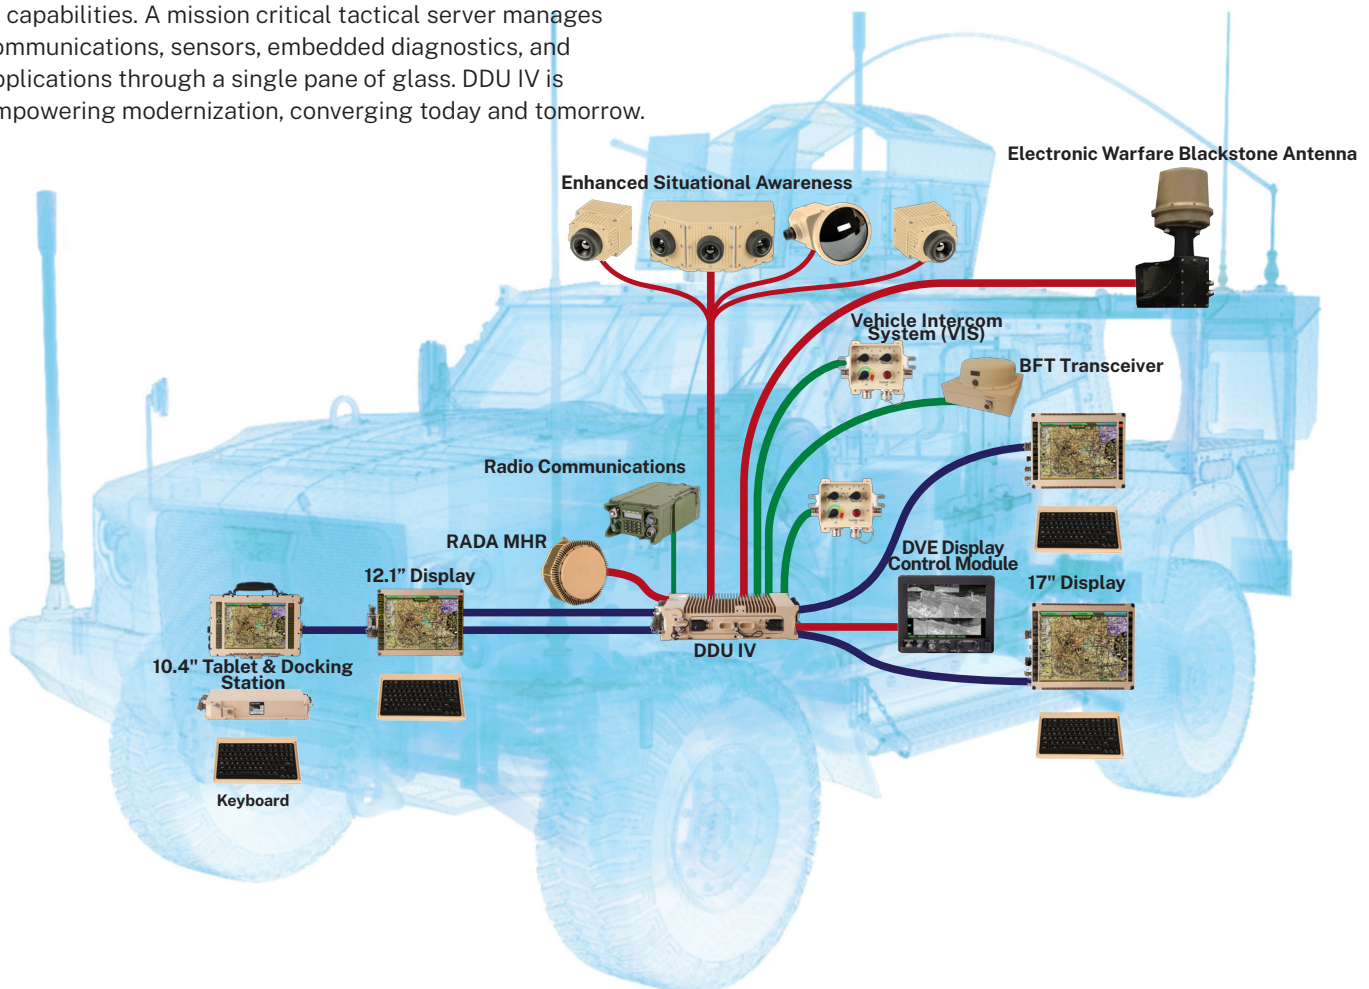 capabilities. A mission critical tactical server manages
ommunications, sensors, embedded diagnostics, and
pplications through a single pane of glass. DDU IV is
mpowering modernization, converging today and tomorrow.
Electronic Warfare Blackstone Antenna
Enhanced Situational Awareness
Vehicle Intercom
System (VIS)
BFT Transceiver
Radio Communications
RADA MHR
12.1” Display
DVE Display
Control Module
17" Display
DDU IV
10.4" Tablet & Docking
Station
Keyboard